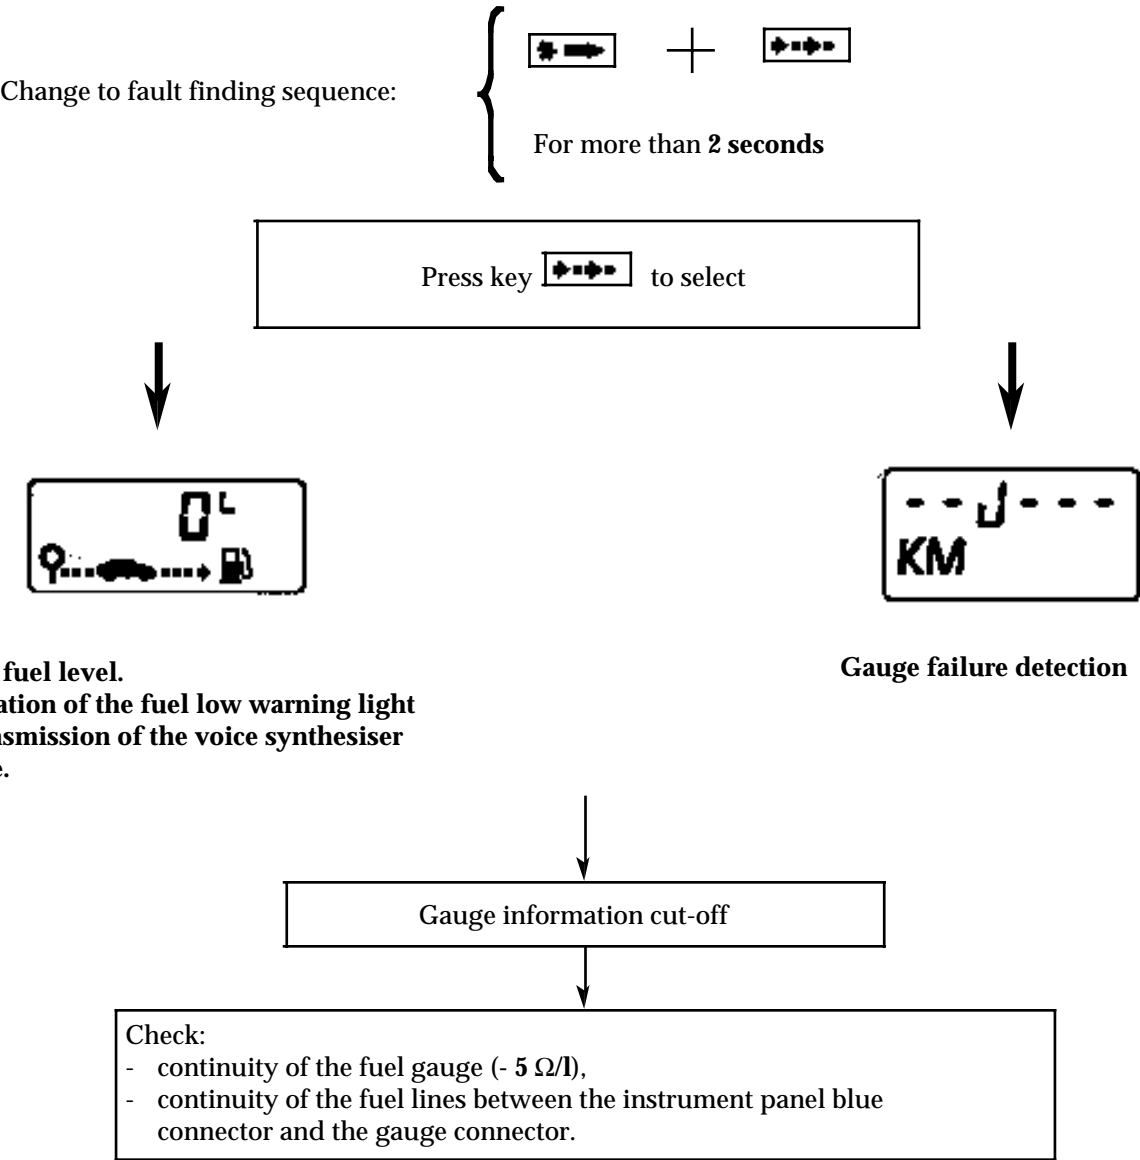 Change to fault finding sequence:
For more than 2 seconds
Press key to select
0 L
- - J - - -
KM
fuel level.
ation of the fuel low warning light
nsmission of the voice synthesiser
e.
Gauge failure detection
Gauge information cut-off
Check:
- continuity of the fuel gauge (- 5 Ω/l),
- continuity of the fuel lines between the instrument panel blue
connector and the gauge connector.